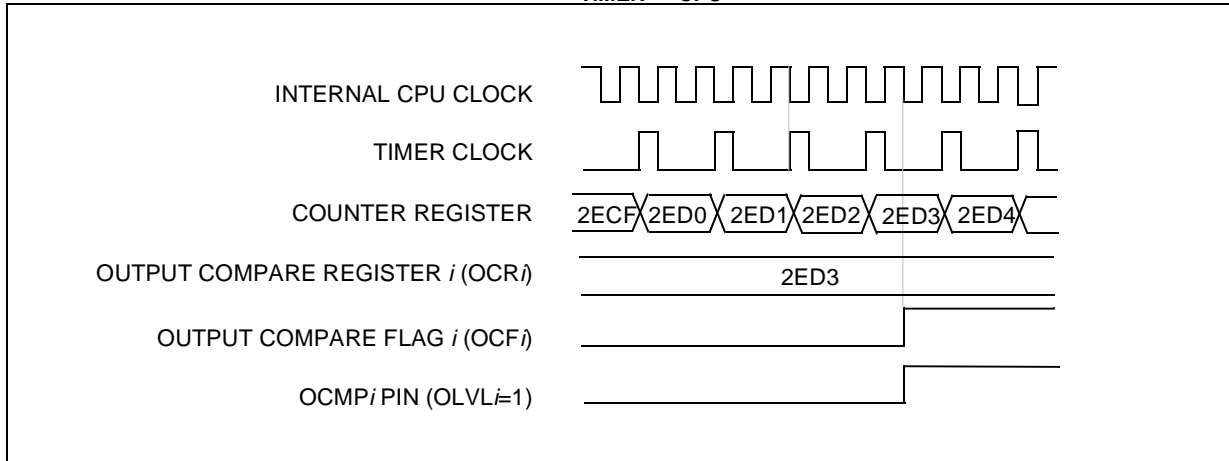 INTERNAL CPU CLOCK
TIMER CLOCK
COUNTER REGISTER 2ECF 2ED0 2ED1 2ED2 2ED3 2ED4
OUTPUT COMPARE REGISTER i (OCRi) 2ED3
OUTPUT COMPARE FLAG i (OCFi)
OCMPi PIN (OLVLi=1)